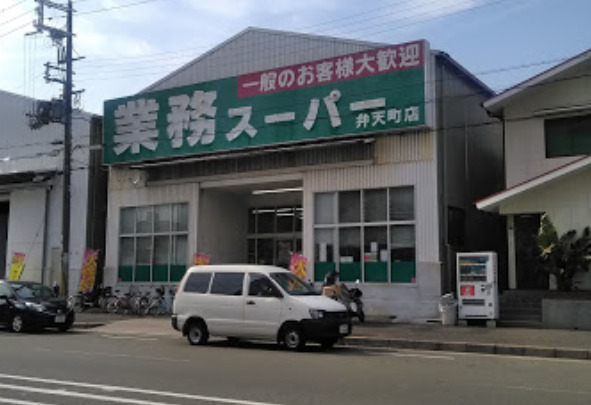 一般のお客様大歓迎
業務スーパー
弁天町店